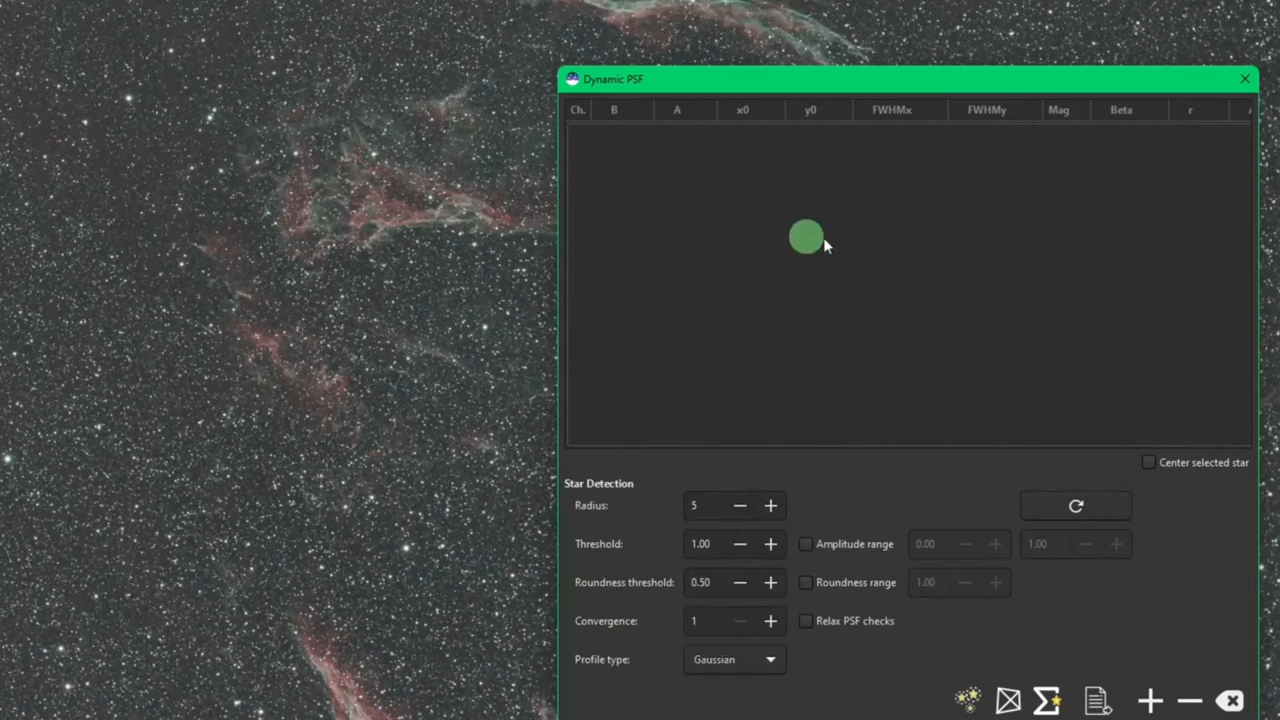 Dynamic PSF
Ch. B A x0 y0 FWHMx FWHMy Mag Beta r
Center selected star
Star Detection
Radius: 5
Threshold: 1.00 Amplitude range 0.00 1.00
Roundness threshold: 0.50 Roundness range 1.00
Convergence: 1 Relax PSF checks
Profile type: Gaussian